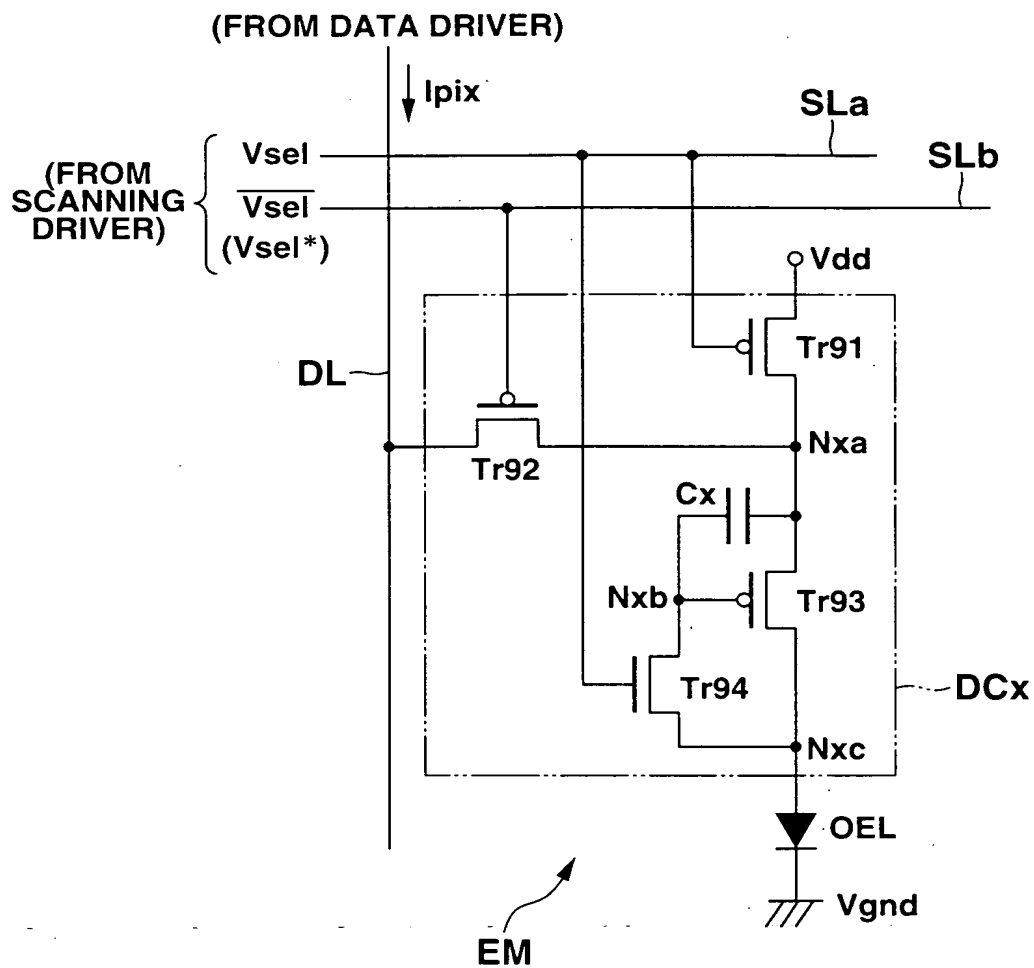 (FROM DATA DRIVER)
Ipix
SLa
SLb
(FROM
SCANNING
DRIVER)
Vsel
V̅s̅e̅l̅
(Vsel*)
Vdd
Tr91
DL
Nxa
Tr92
Cx
Nxb
Tr93
Tr94
DCx
Nxc
OEL
Vgnd
EM